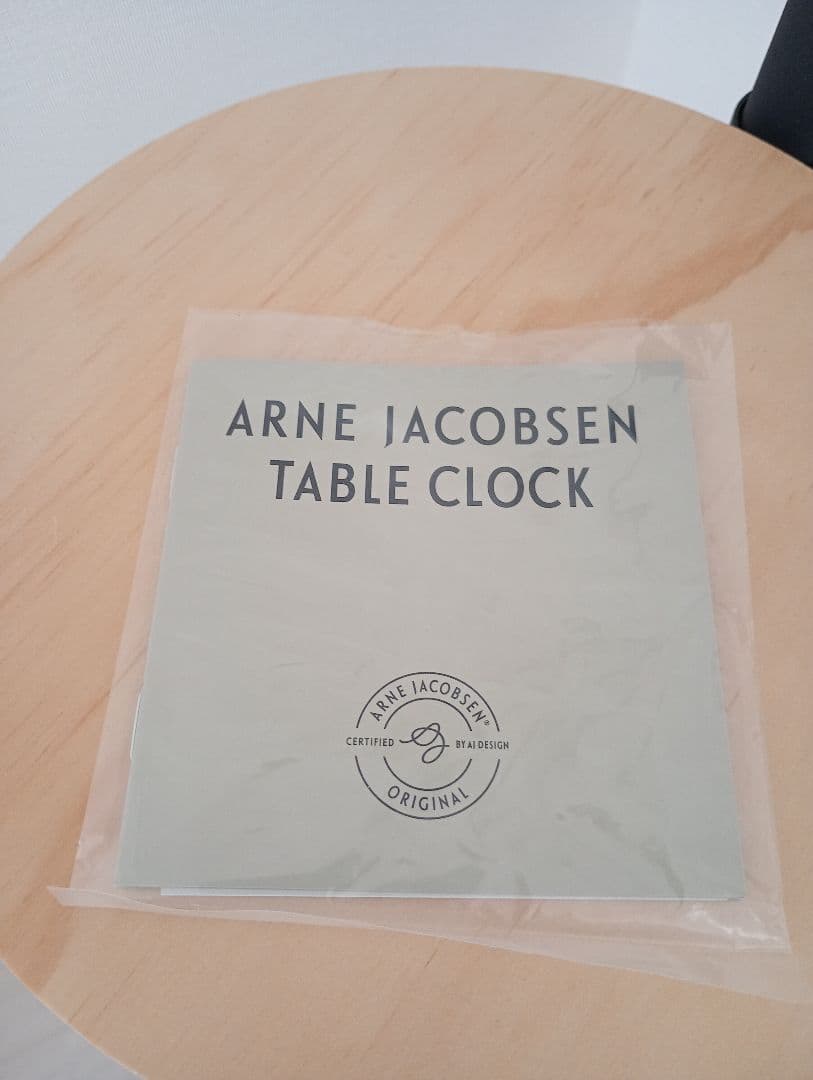 ARNE JACOBSEN
TABLE CLOCK
ARNE JACOBSEN®
CERTIFIED BY AJ DESIGN
ORIGINAL